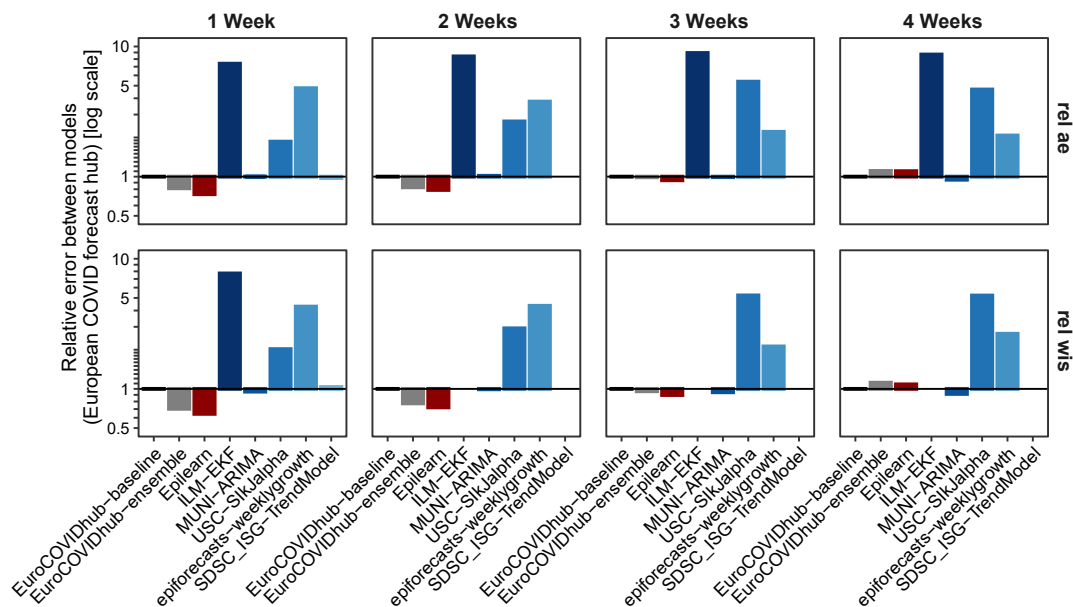 1 Week
2 Weeks
3 Weeks
4 Weeks
Relative error between models
(European COVID forecast hub) [log scale]
10
5
1
0.5
rel ae
10
5
1
0.5
rel wis
EuroCOVIDhub−baseline
EuroCOVIDhub−ensemble
Epilearn
ILM−EKF
MUNI−ARIMA
USC−SIkJalpha
epiforecasts−weeklygrowth
SDSC_ISG−TrendModel
EuroCOVIDhub−baseline
EuroCOVIDhub−ensemble
Epilearn
ILM−EKF
MUNI−ARIMA
USC−SIkJalpha
epiforecasts−weeklygrowth
SDSC_ISG−TrendModel
EuroCOVIDhub−baseline
EuroCOVIDhub−ensemble
Epilearn
ILM−EKF
MUNI−ARIMA
USC−SIkJalpha
epiforecasts−weeklygrowth
SDSC_ISG−TrendModel
EuroCOVIDhub−baseline
EuroCOVIDhub−ensemble
Epilearn
ILM−EKF
MUNI−ARIMA
USC−SIkJalpha
epiforecasts−weeklygrowth
SDSC_ISG−TrendModel